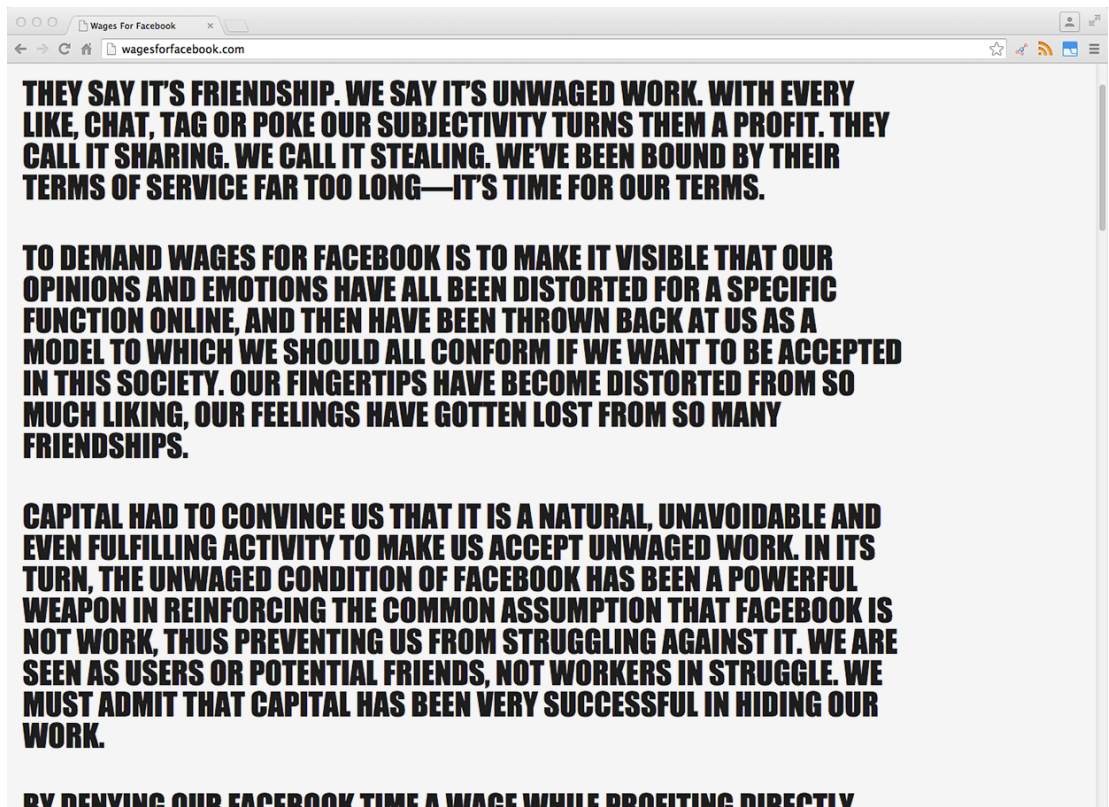 Wages For Facebook
wagesforfacebook.com
THEY SAY IT'S FRIENDSHIP. WE SAY IT'S UNWAGED WORK. WITH EVERY
LIKE, CHAT, TAG OR POKE OUR SUBJECTIVITY TURNS THEM A PROFIT. THEY
CALL IT SHARING. WE CALL IT STEALING. WE'VE BEEN BOUND BY THEIR
TERMS OF SERVICE FAR TOO LONG—IT'S TIME FOR OUR TERMS.
TO DEMAND WAGES FOR FACEBOOK IS TO MAKE IT VISIBLE THAT OUR
OPINIONS AND EMOTIONS HAVE ALL BEEN DISTORTED FOR A SPECIFIC
FUNCTION ONLINE, AND THEN HAVE BEEN THROWN BACK AT US AS A
MODEL TO WHICH WE SHOULD ALL CONFORM IF WE WANT TO BE ACCEPTED
IN THIS SOCIETY. OUR FINGERTIPS HAVE BECOME DISTORTED FROM SO
MUCH LIKING, OUR FEELINGS HAVE GOTTEN LOST FROM SO MANY
FRIENDSHIPS.
CAPITAL HAD TO CONVINCE US THAT IT IS A NATURAL, UNAVOIDABLE AND
EVEN FULFILLING ACTIVITY TO MAKE US ACCEPT UNWAGED WORK. IN ITS
TURN, THE UNWAGED CONDITION OF FACEBOOK HAS BEEN A POWERFUL
WEAPON IN REINFORCING THE COMMON ASSUMPTION THAT FACEBOOK IS
NOT WORK, THUS PREVENTING US FROM STRUGGLING AGAINST IT. WE ARE
SEEN AS USERS OR POTENTIAL FRIENDS, NOT WORKERS IN STRUGGLE. WE
MUST ADMIT THAT CAPITAL HAS BEEN VERY SUCCESSFUL IN HIDING OUR
WORK.
BY DENYING OUR FACEBOOK TIME A WAGE WHILE PROFITING DIRECTLY